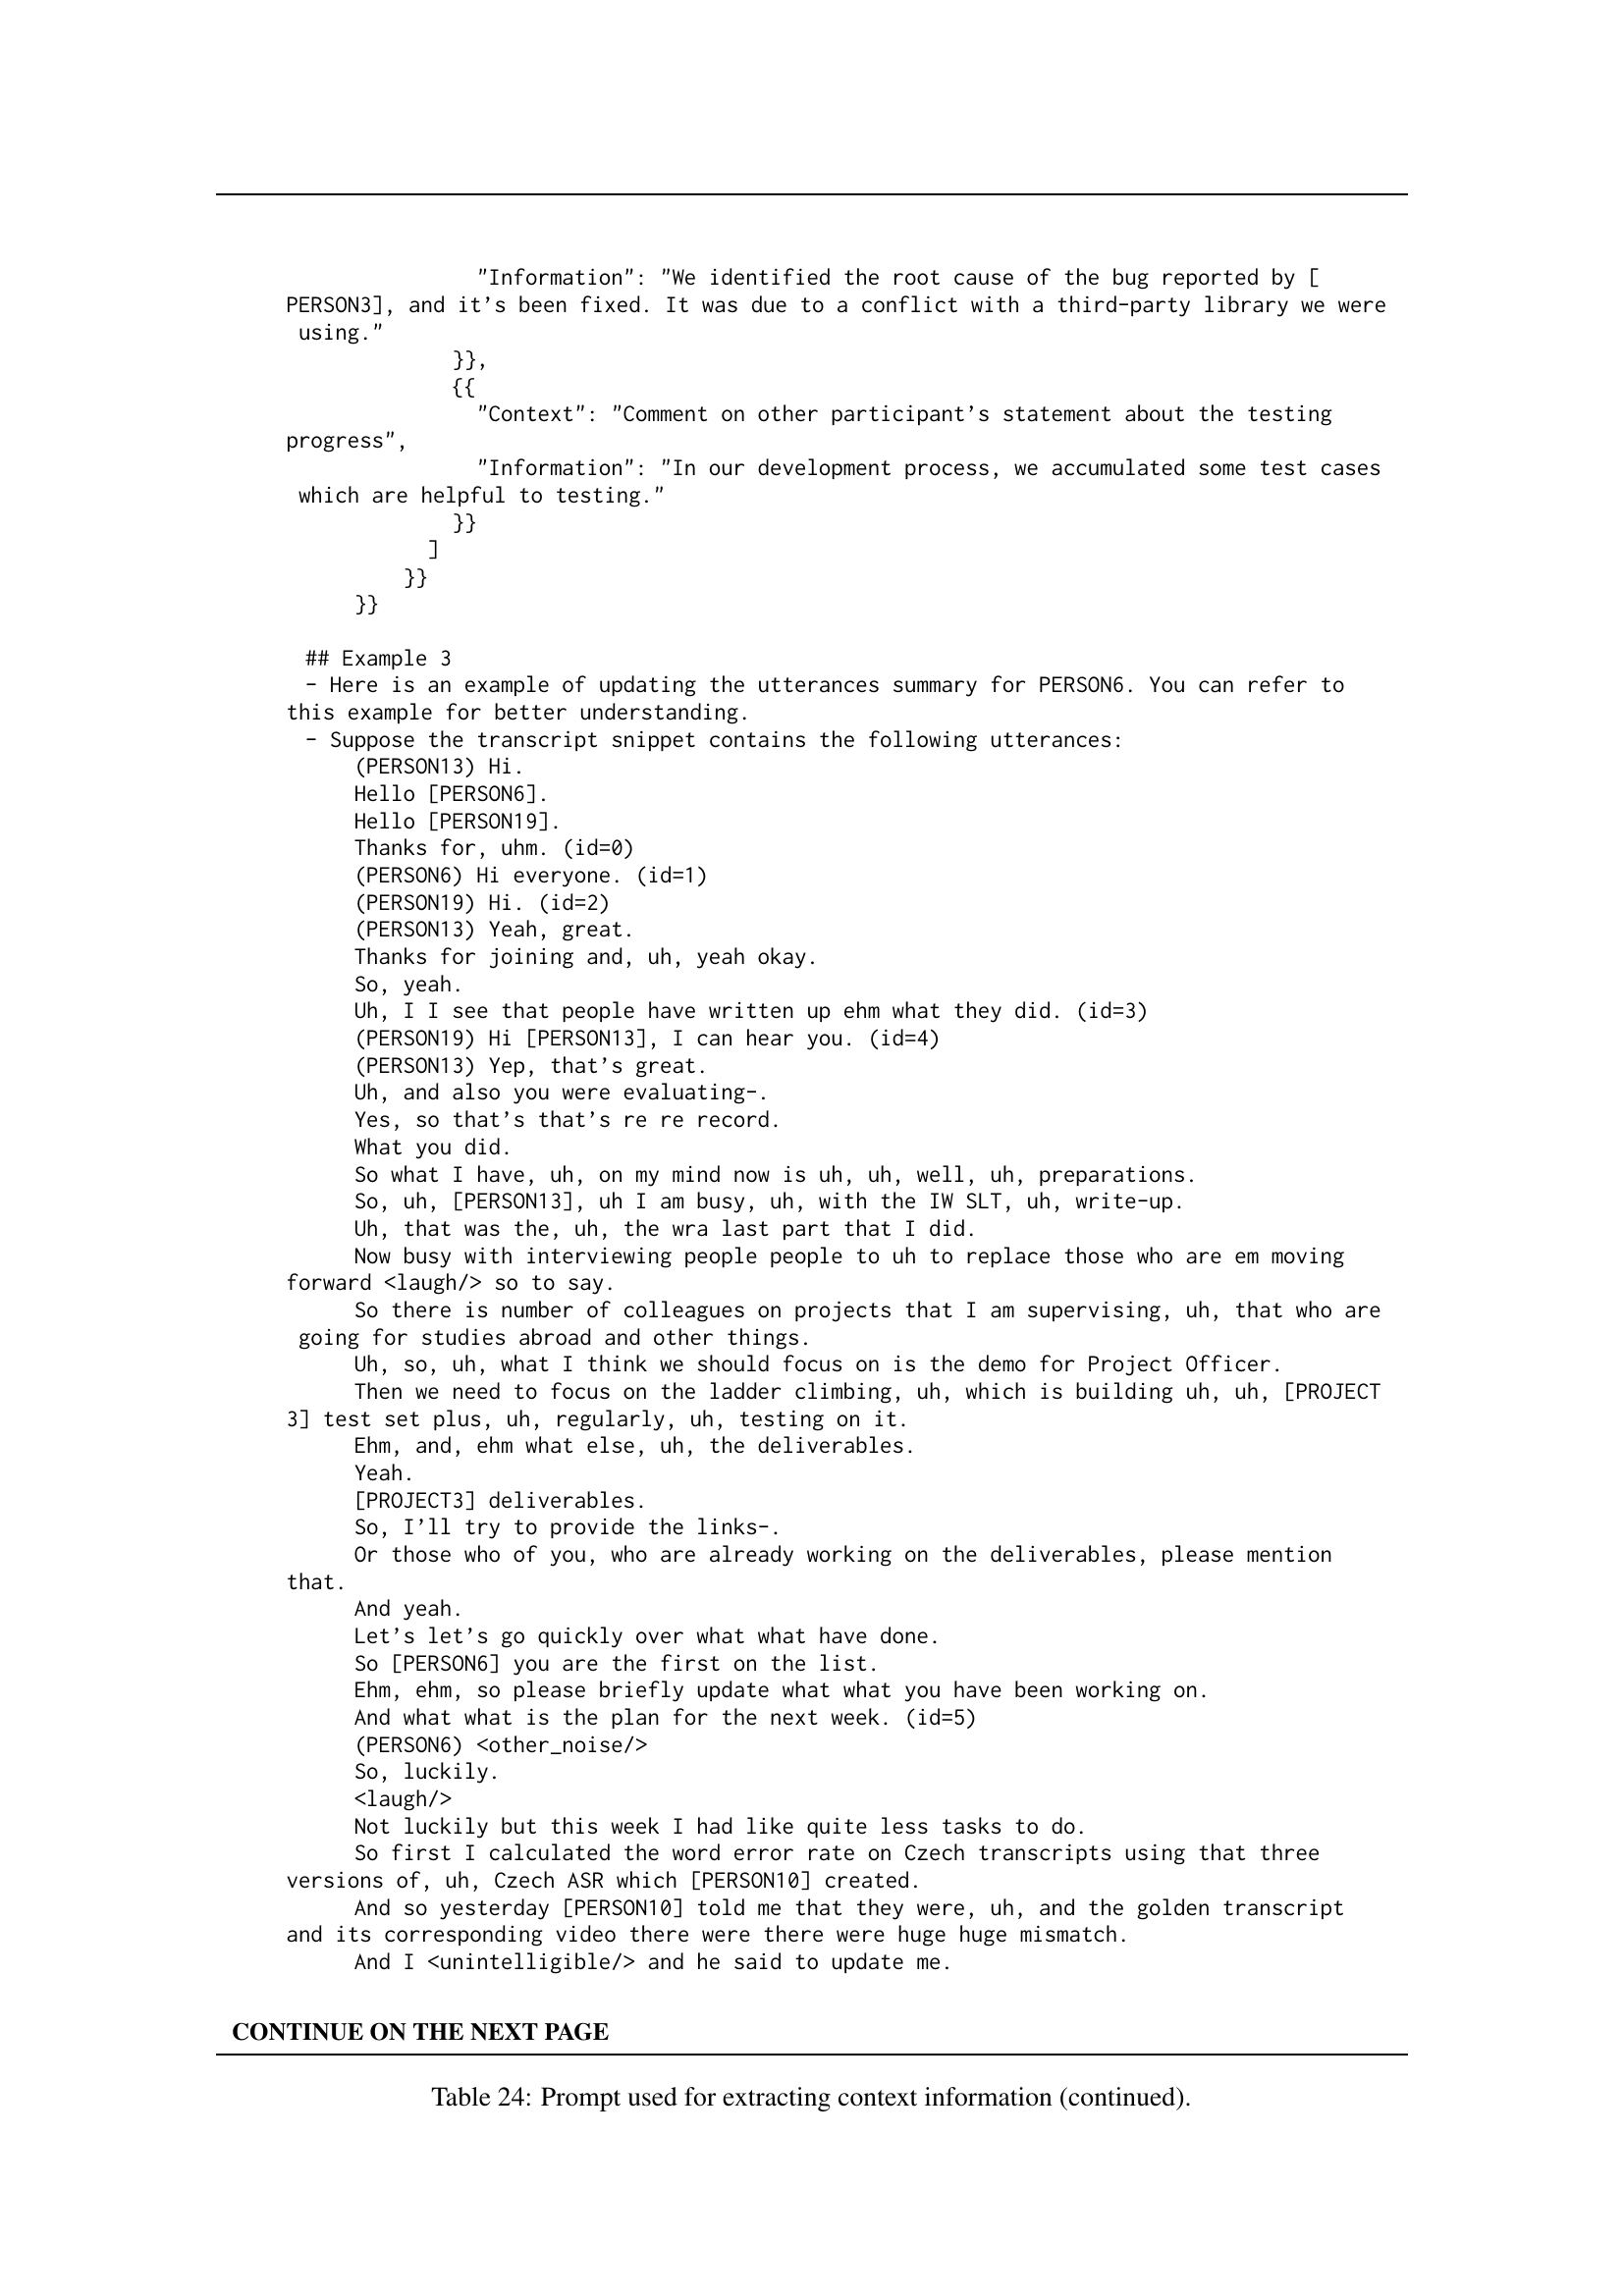 "Information": "We identified the root cause of the bug reported by [
PERSON3], and it's been fixed. It was due to a conflict with a third-party library we were
using."
}},
{{
"Context": "Comment on other participant's statement about the testing
progress",
"Information": "In our development process, we accumulated some test cases
which are helpful to testing."
}}
]
}}
}}
## Example 3
- Here is an example of updating the utterances summary for PERSON6. You can refer to
this example for better understanding.
- Suppose the transcript snippet contains the following utterances:
(PERSON13) Hi.
Hello [PERSON6].
Hello [PERSON19].
Thanks for, uhm. (id=0)
(PERSON6) Hi everyone. (id=1)
(PERSON19) Hi. (id=2)
(PERSON13) Yeah, great.
Thanks for joining and, uh, yeah okay.
So, yeah.
Uh, I I see that people have written up ehm what they did. (id=3)
(PERSON19) Hi [PERSON13], I can hear you. (id=4)
(PERSON13) Yep, that's great.
Uh, and also you were evaluating-.
Yes, so that's that's re re record.
What you did.
So what I have, uh, on my mind now is uh, uh, well, uh, preparations.
So, uh, [PERSON13], uh I am busy, uh, with the IW SLT, uh, write-up.
Uh, that was the, uh, the wra last part that I did.
Now busy with interviewing people people to uh to replace those who are em moving
forward <laugh/> so to say.
So there is number of colleagues on projects that I am supervising, uh, that who are
going for studies abroad and other things.
Uh, so, uh, what I think we should focus on is the demo for Project Officer.
Then we need to focus on the ladder climbing, uh, which is building uh, uh, [PROJECT
3] test set plus, uh, regularly, uh, testing on it.
Ehm, and, ehm what else, uh, the deliverables.
Yeah.
[PROJECT3] deliverables.
So, I'll try to provide the links-.
Or those who of you, who are already working on the deliverables, please mention
that.
And yeah.
Let's let's go quickly over what what have done.
So [PERSON6] you are the first on the list.
Ehm, ehm, so please briefly update what what you have been working on.
And what what is the plan for the next week. (id=5)
(PERSON6) <other_noise/>
So, luckily.
<laugh/>
Not luckily but this week I had like quite less tasks to do.
So first I calculated the word error rate on Czech transcripts using that three
versions of, uh, Czech ASR which [PERSON10] created.
And so yesterday [PERSON10] told me that they were, uh, and the golden transcript
and its corresponding video there were there were huge huge mismatch.
And I <unintelligible/> and he said to update me.
CONTINUE ON THE NEXT PAGE
Table 24: Prompt used for extracting context information (continued).